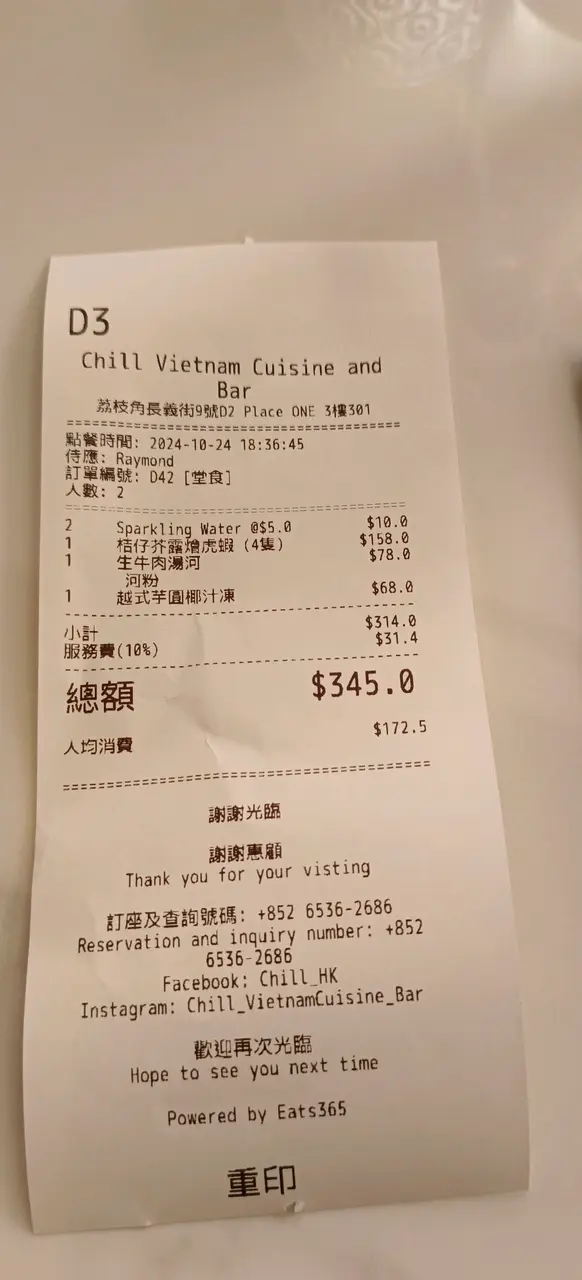 D3
Chill Vietnam Cuisine and
Bar
荔枝角長義街9號D2 Place ONE 3樓301
點餐時間: 2024-10-24 18:36:45
侍應: Raymond
訂單編號: D42 [堂食]
人數: 2
2 Sparkling Water @$5.0 $10.0
1 桔仔芥露燴虎蝦 (4隻) $158.0
1 生牛肉湯河 $78.0
河粉
1 越式芋圓椰汁凍 $68.0
小計 $314.0
服務費(10%) $31.4
總額 $345.0
人均消費 $172.5
謝謝光臨
謝謝惠顧
Thank you for your visting
訂座及查詢號碼: +852 6536-2686
Reservation and inquiry number: +852
6536-2686
Facebook: Chill_HK
Instagram: Chill_VietnamCuisine_Bar
歡迎再次光臨
Hope to see you next time
Powered by Eats365
重印